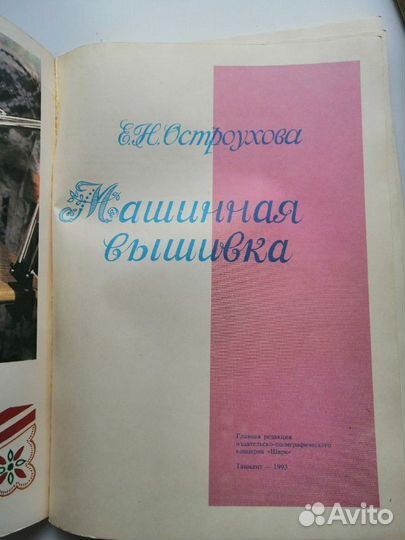 Е.Н. Остроухова
Машинная
вышивка
Главная редакция
издательско-полиграфического
концерна «Шарк»
Ташкент — 1993
Avito